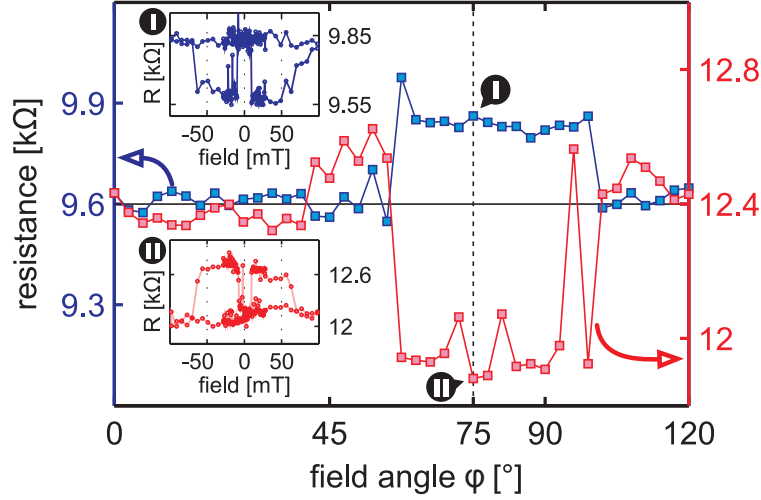 I
R [kΩ]
9.85
9.55
-50 0 50
field [mT]
II
R [kΩ]
12.6
12
-50 0 50
field [mT]
resistance [kΩ]
9.9
9.6
9.3
12.8
12.4
12
I
II
0 45 75 90 120
field angle φ [°]